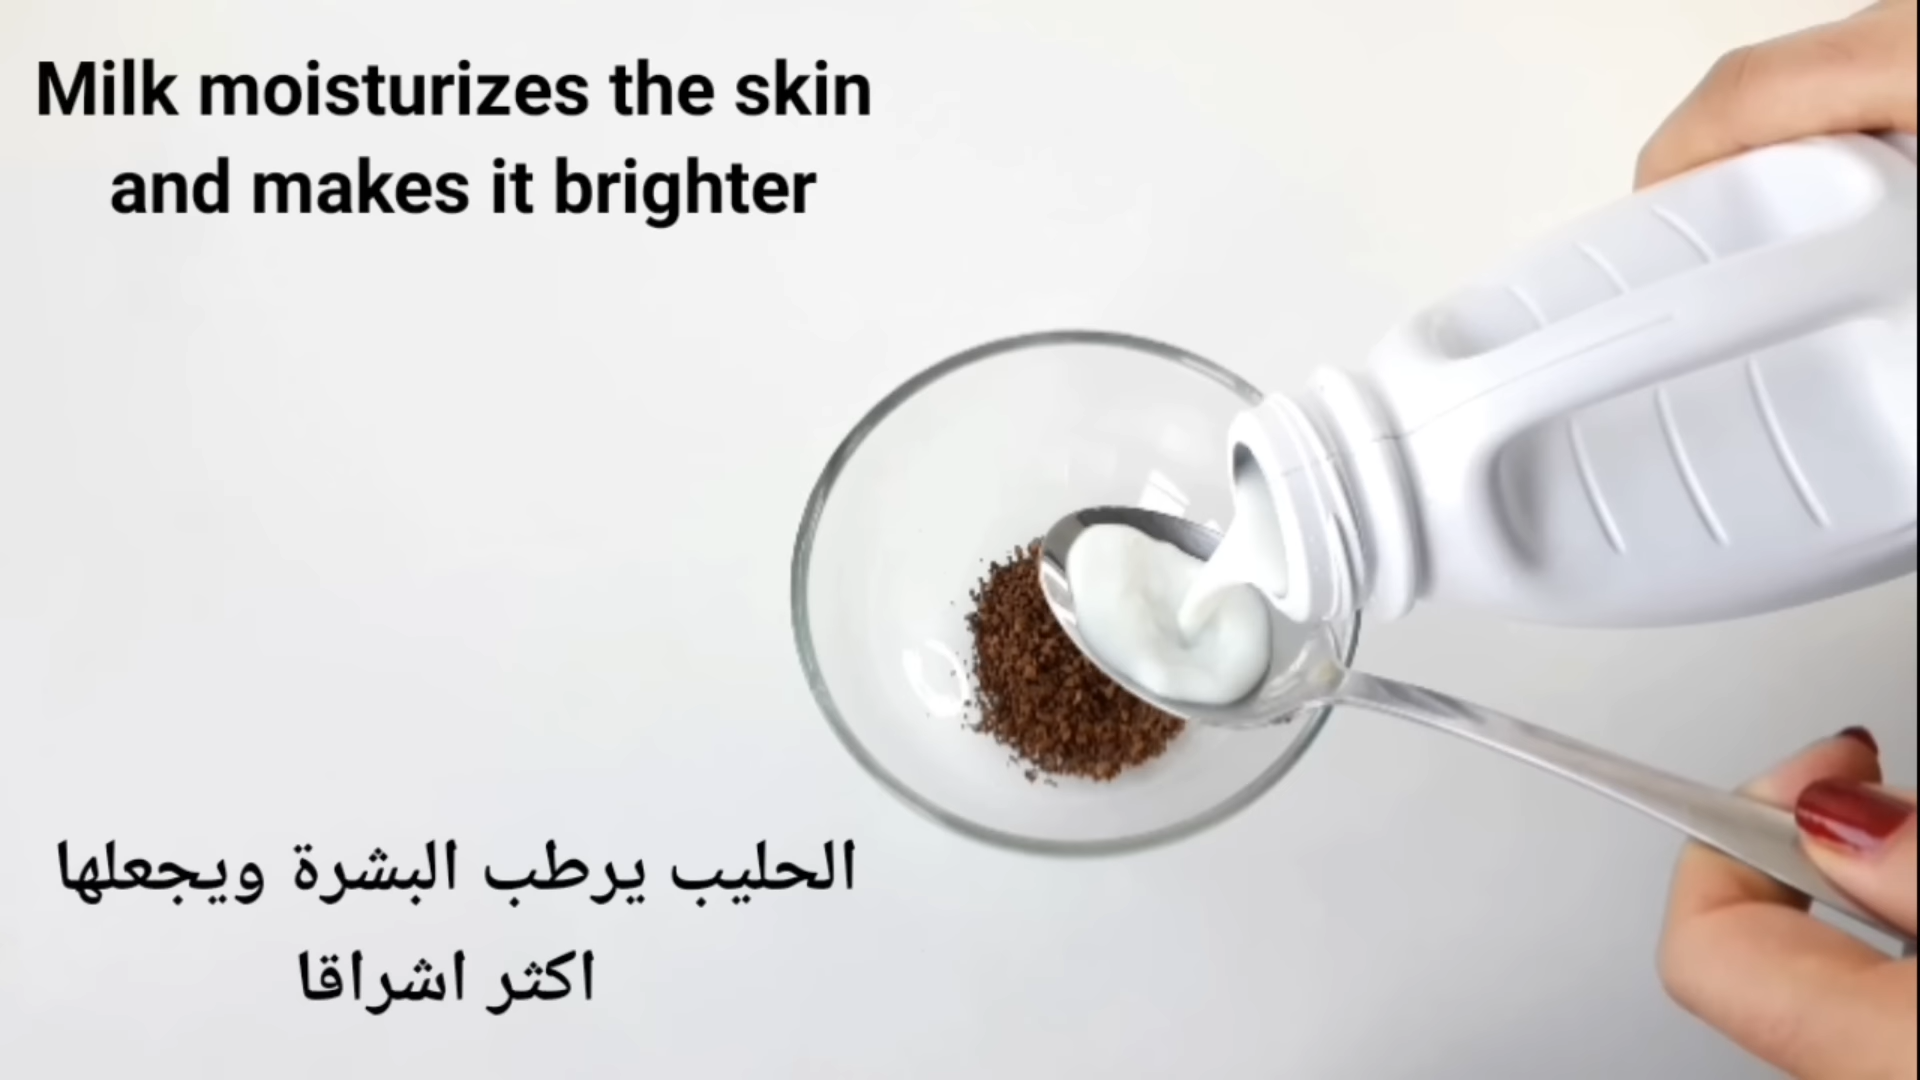 Milk moisturizes the skin
and makes it brighter
الحليب يرطب البشرة ويجعلها
اكثر اشراقا